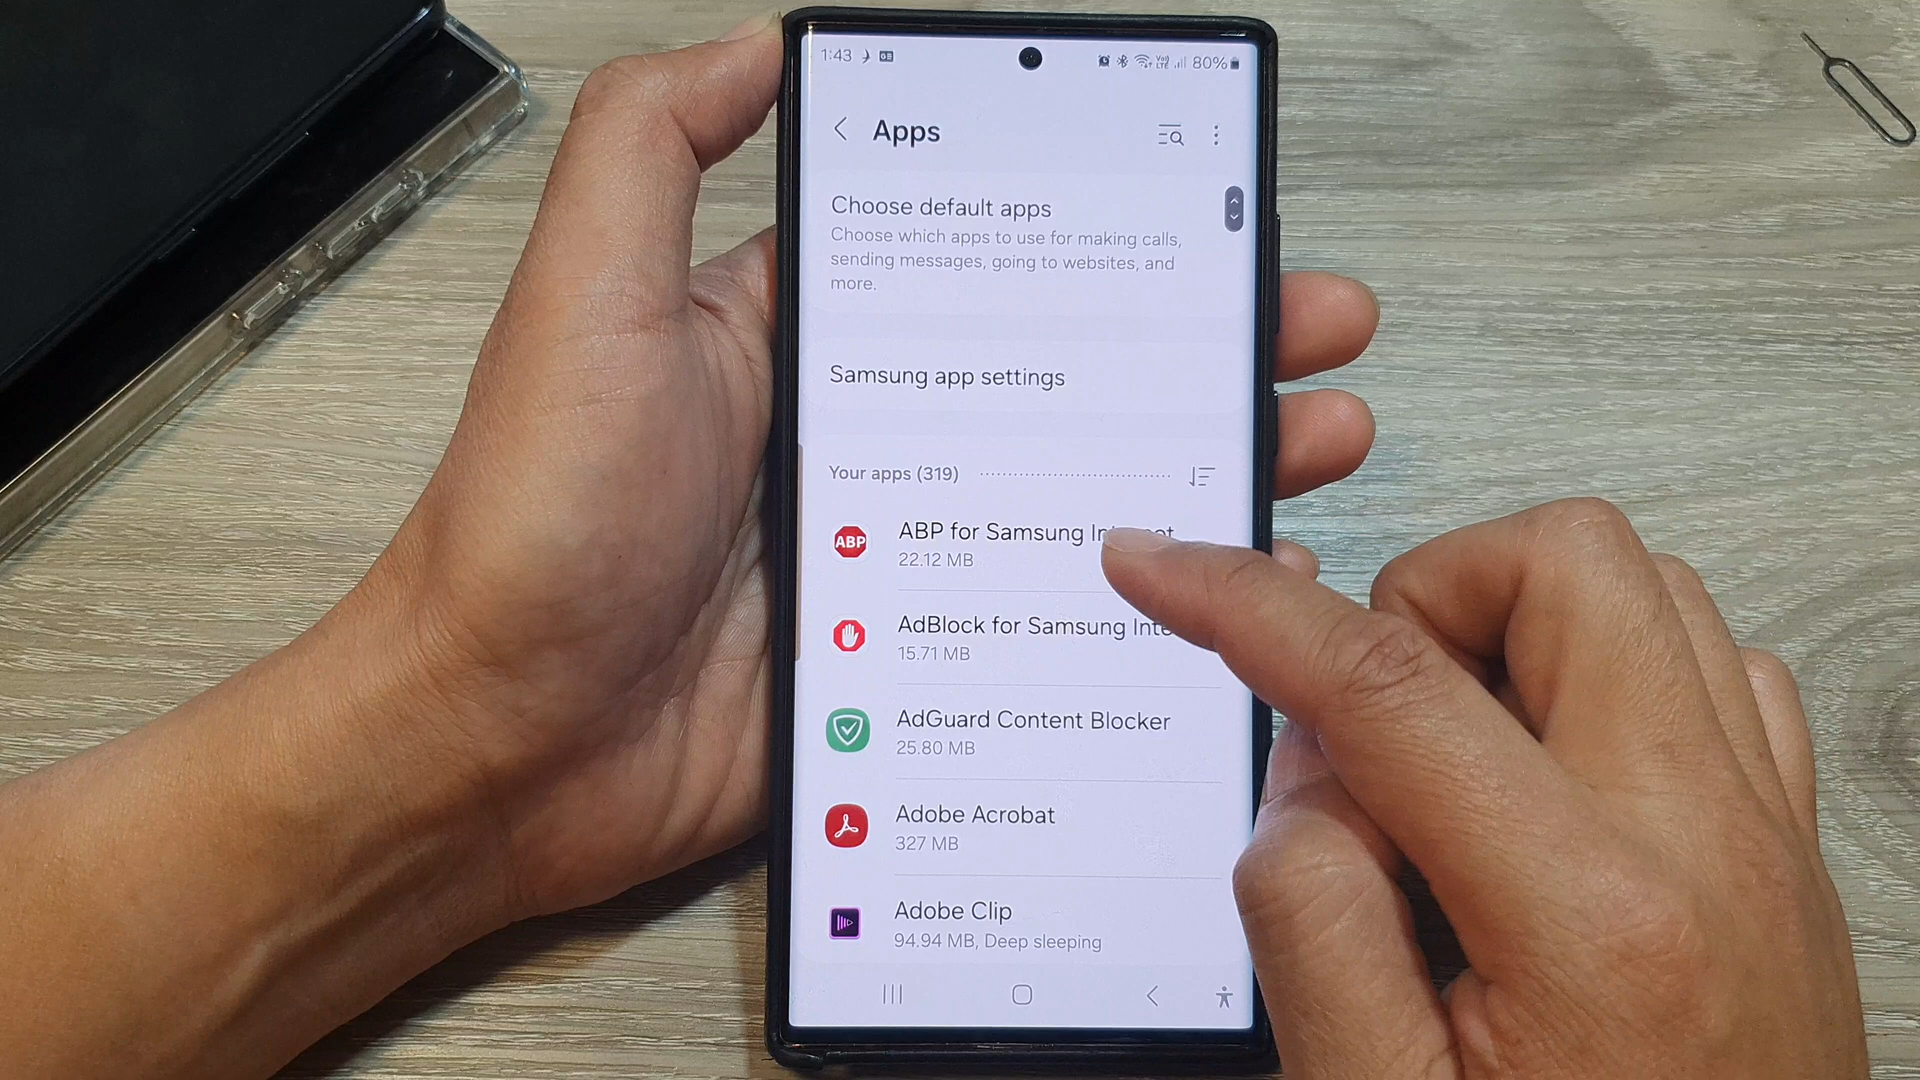 1:43 80%
Apps
Choose default apps
Choose which apps to use for making calls,
sending messages, going to websites, and
more.
Samsung app settings
Your apps (319)
ABP
ABP for Samsung
22.12 MB
AdBlock for Samsung
15.71 MB
AdGuard Content Blocker
25.80 MB
Adobe Acrobat
327 MB
Adobe Clip
94.94 MB, Deep sleeping